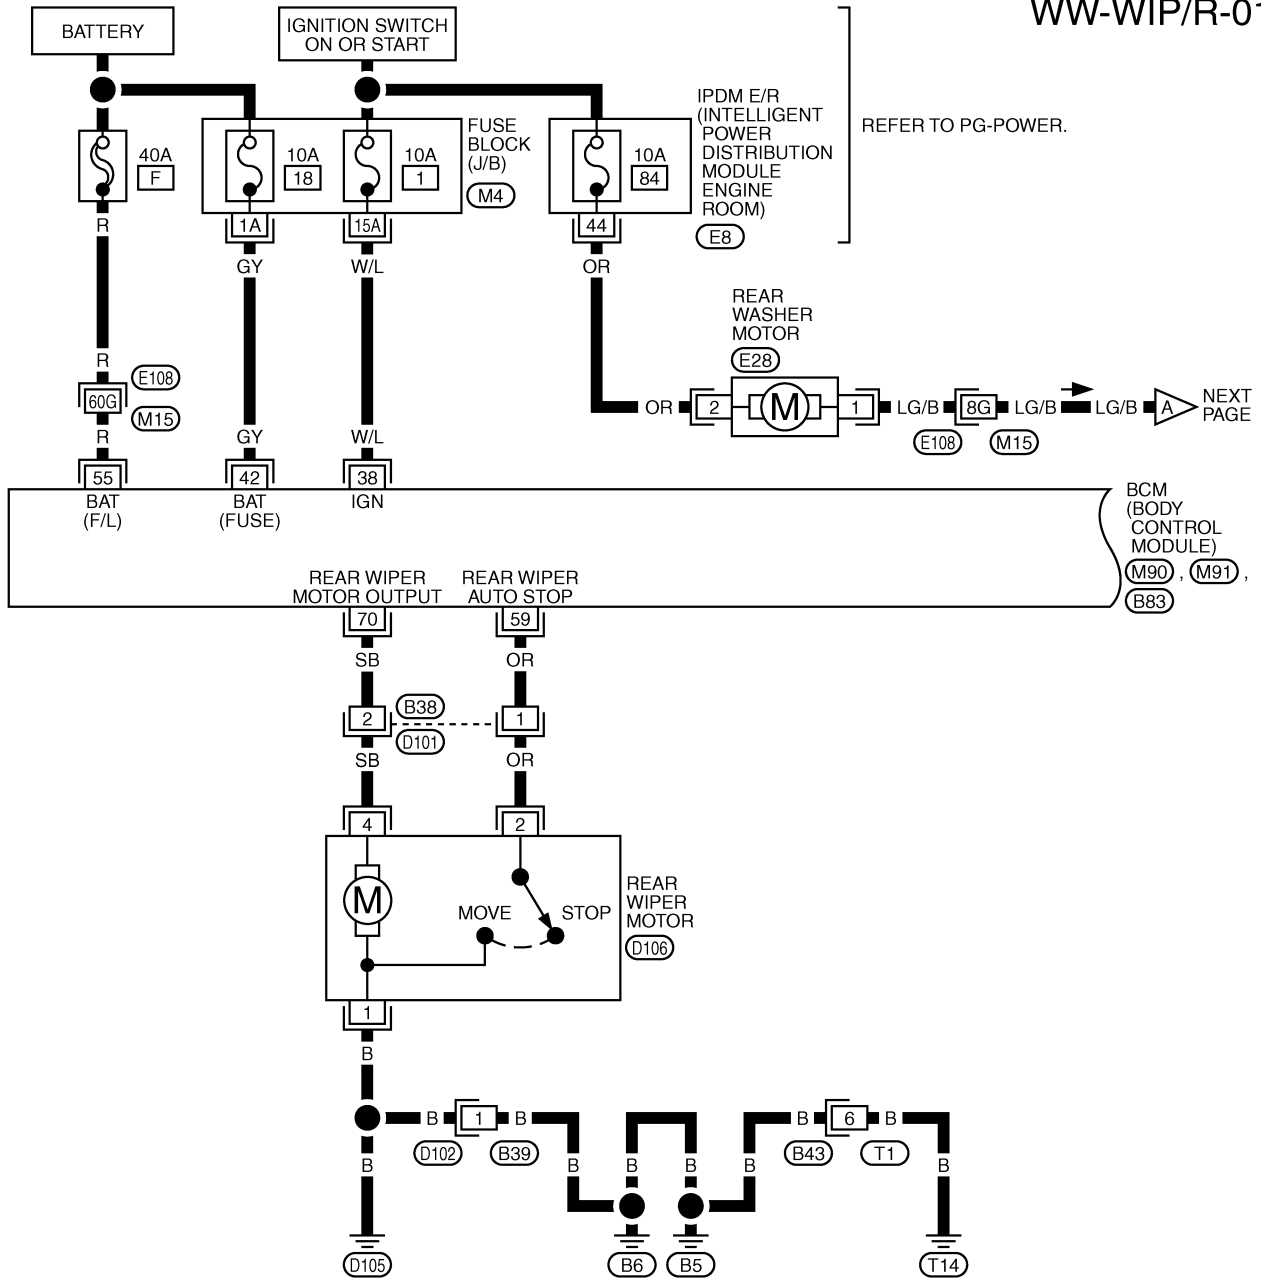 WW-WIP/R-01
BATTERY
IGNITION SWITCH
ON OR START
REFER TO PG-POWER.
40A
F
10A
18
10A
1
FUSE
BLOCK
(J/B)
M4
10A
84
IPDM E/R
(INTELLIGENT
POWER
DISTRIBUTION
MODULE
ENGINE
ROOM)
E8
R
1A
15A
44
GY
W/L
OR
REAR
WASHER
MOTOR
E28
R
60G
E108
M15
R
GY
W/L
OR
2
M
1
LG/B
8G
LG/B
LG/B
A
NEXT
PAGE
E108
M15
55
42
38
BAT
(F/L)
BAT
(FUSE)
IGN
BCM
(BODY
CONTROL
MODULE)
M90 , M91 ,
B83
REAR WIPER
MOTOR OUTPUT
REAR WIPER
AUTO STOP
70
59
SB
OR
2
B38
D101
1
SB
OR
4
2
M
MOVE
STOP
REAR
WIPER
MOTOR
D106
1
B
B
1
B
B
6
B
D102
B39
B43
T1
B
B
B
B
B
B
D105
B6
B5
T14